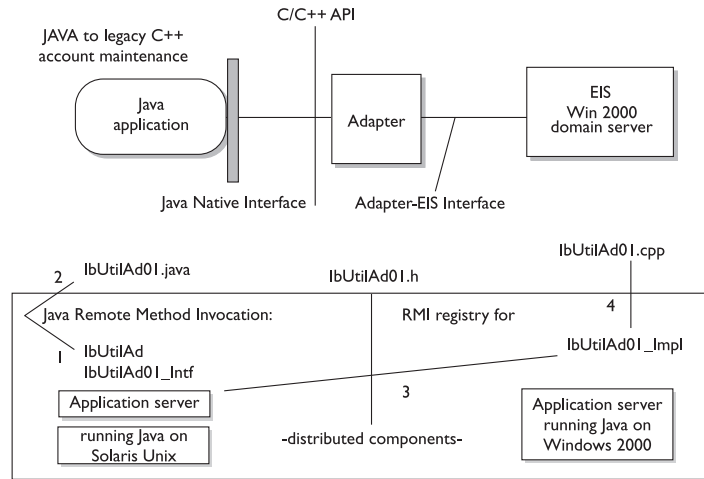 C/C++ API
JAVA to legacy C++
account maintenance
Java
application
Adapter
EIS
Win 2000
domain server
Java Native Interface
Adapter-EIS Interface
IbUtilAd01.cpp
2
IbUtilAd01.java
IbUtilAd01.h
4
Java Remote Method Invocation:
RMI registry for
1
IbUtilAd
IbUtilAd01_Intf
IbUtilAd01_Impl
3
Application server
running Java on
Solaris Unix
-distributed components-
Application server
running Java on
Windows 2000